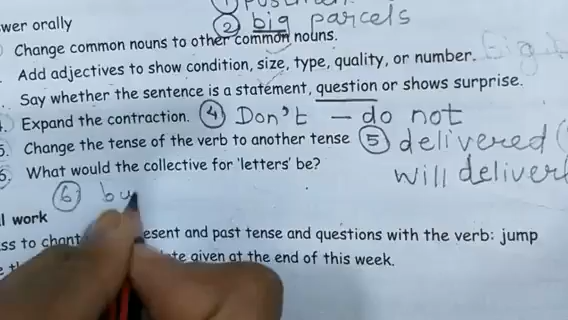 swer orally
② big parcels
Change common nouns to other common nouns.
Add adjectives to show condition, size, type, quality, or number.
Say whether the sentence is a statement, question or shows surprise.
Expand the contraction. ④ Don't - do not
5. Change the tense of the verb to another tense ⑤ delivered
will deliver
6. What would the collective for 'letters' be?
⑥ bu
l work
ss to chant esent and past tense and questions with the verb: jump
te given at the end of this week.